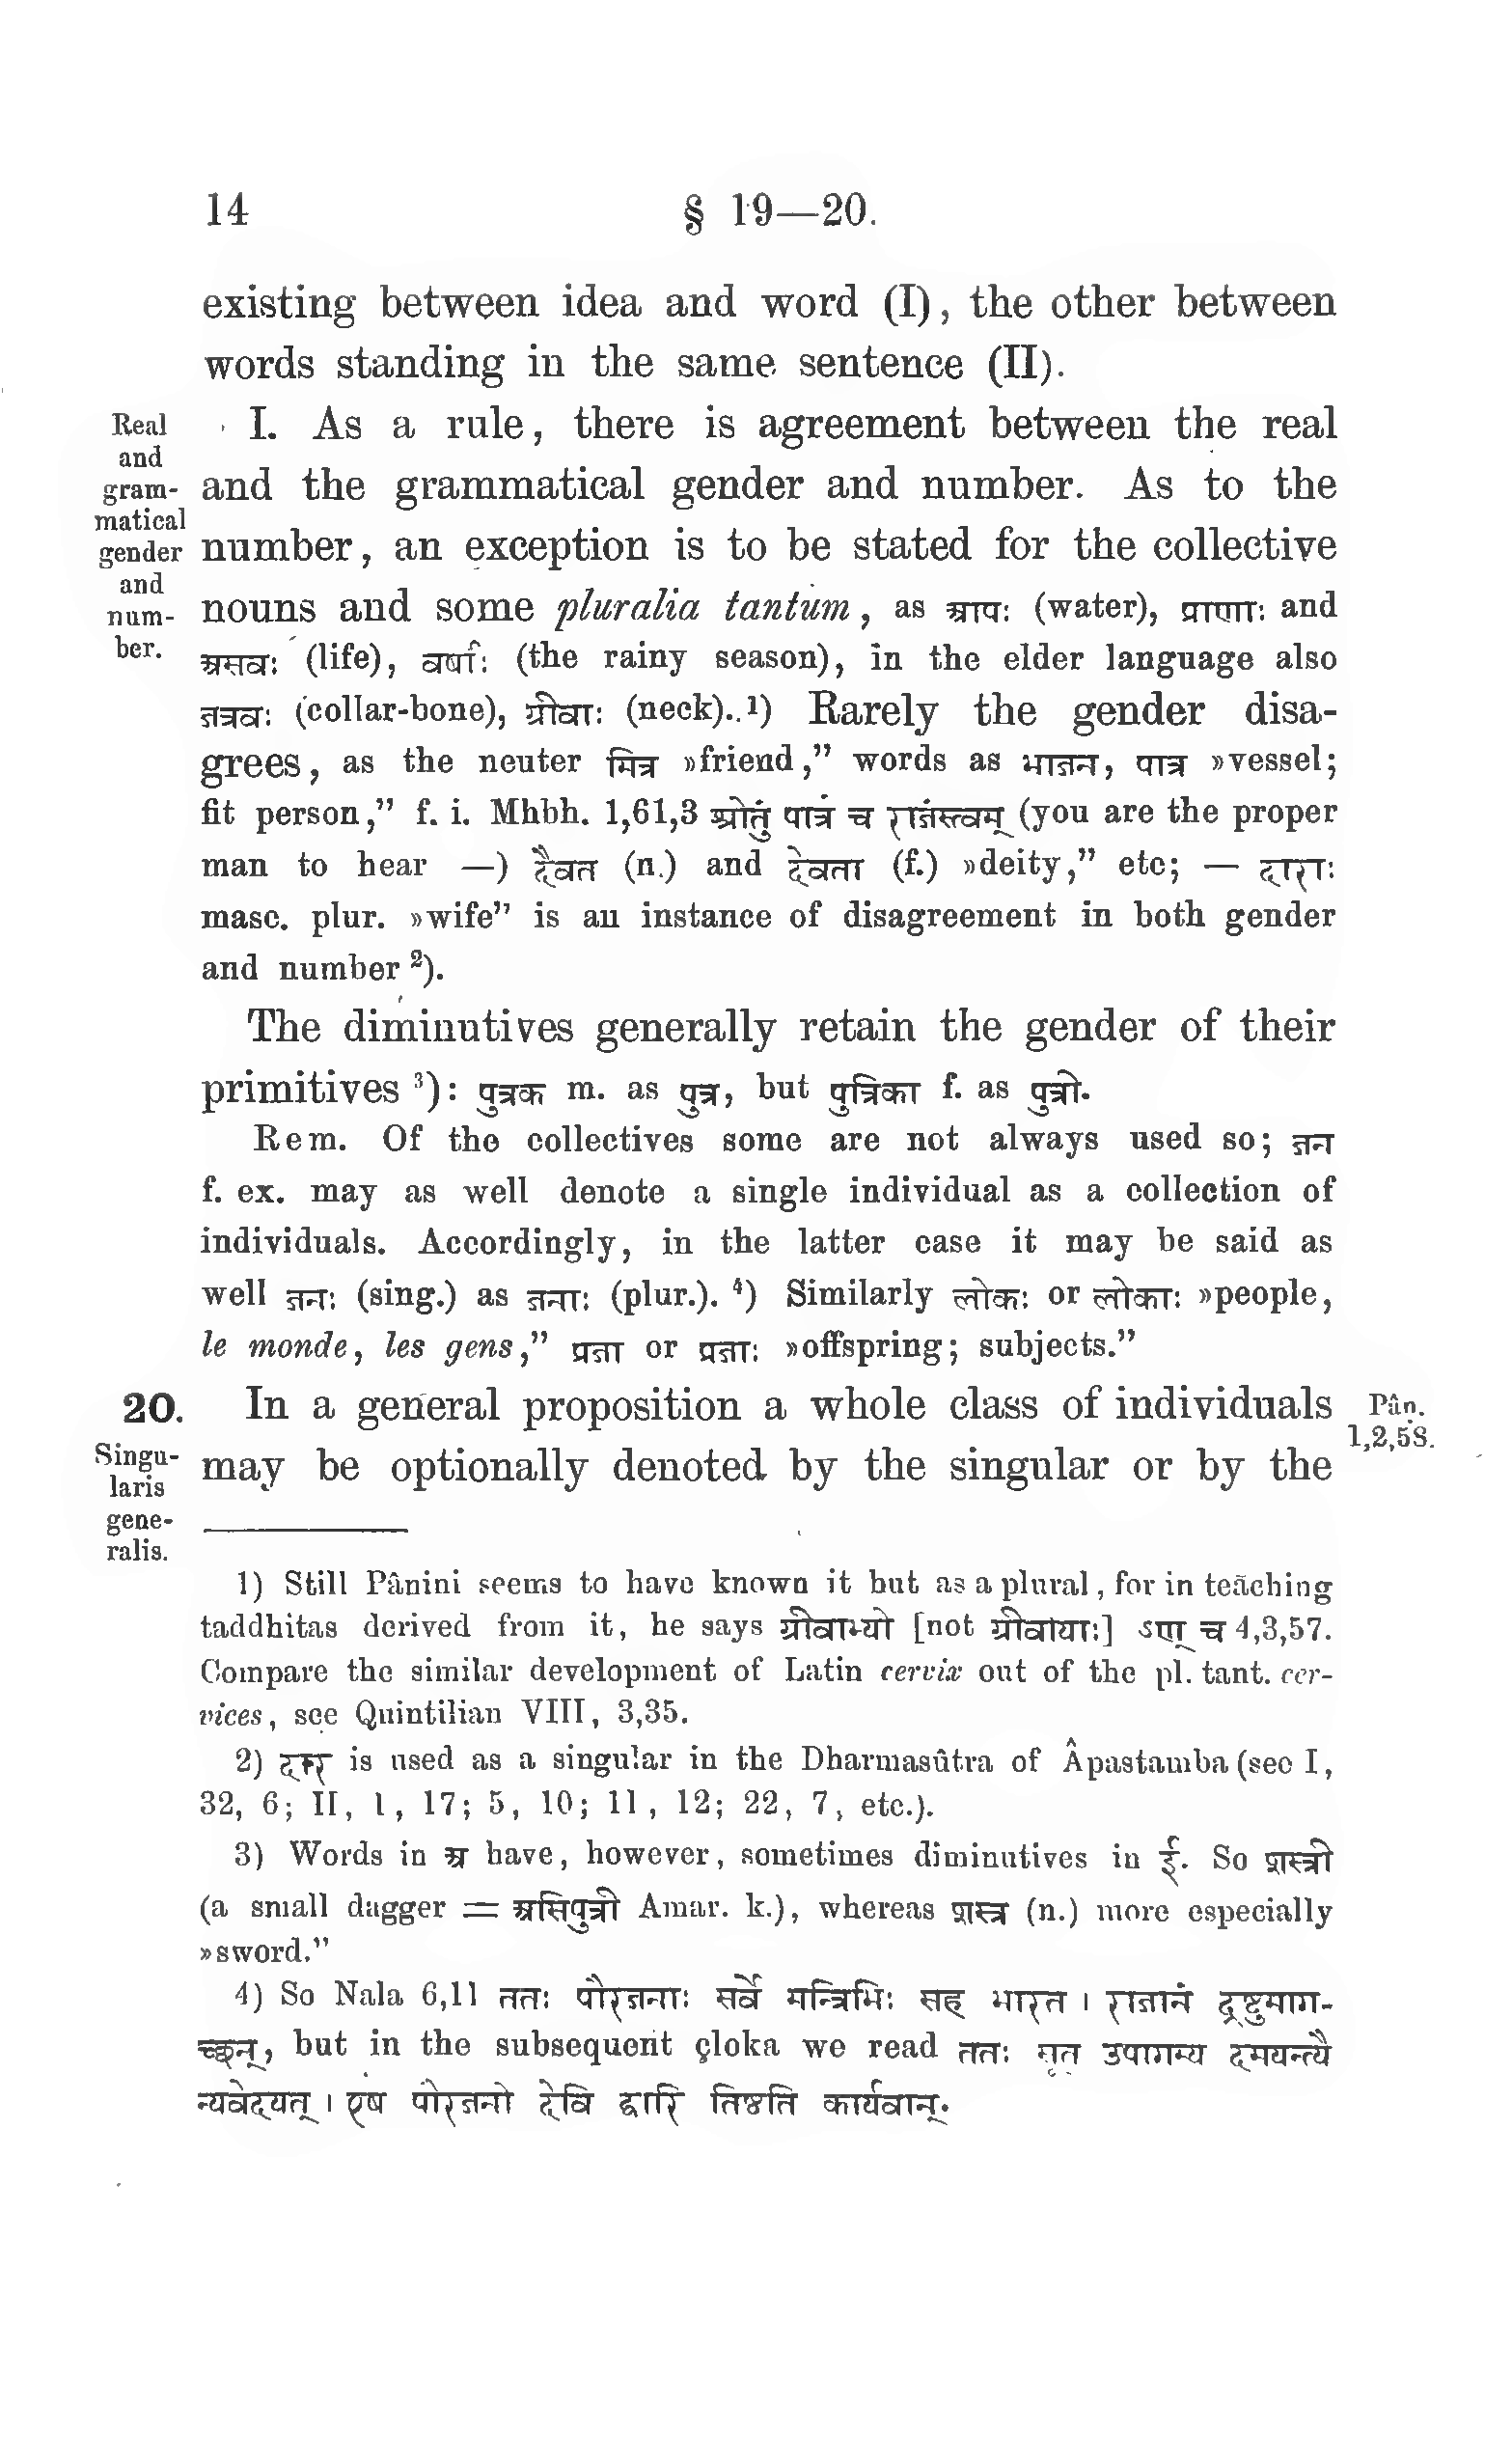 14 § 19—20.
existing between idea and word (I), the other between
words standing in the same sentence (II).
Real
and
gram-
matical
gender
and
num-
ber.
I. As a rule, there is agreement between the real
and the grammatical gender and number. As to the
number, an exception is to be stated for the collective
nouns and some pluralia tantum, as आपः (water), प्राणाः and
असवः (life), वर्षाः (the rainy season), in the elder language also
जत्रवः (collar-bone), ग्रीवाः (neck).¹) Rarely the gender disa-
grees, as the neuter मित्र »friend,” words as भाजन, पात्र »vessel;
fit person,” f. i. Mhbh. 1,61,3 श्रोतुं पात्रं च राजंस्त्वम् (you are the proper
man to hear —) दैवत (n.) and देवता (f.) »deity,” etc; — दाराः
masc. plur. »wife” is an instance of disagreement in both gender
and number ²).
The diminutives generally retain the gender of their
primitives ³): पुत्रक m. as पुत्र, but पुत्रिका f. as पुत्री.
Rem. Of the collectives some are not always used so; जन
f. ex. may as well denote a single individual as a collection of
individuals. Accordingly, in the latter case it may be said as
well जनः (sing.) as जनाः (plur.). ⁴) Similarly लोकः or लोकाः »people,
le monde, les gens,” प्रजा or प्रजाः »offspring; subjects.”
20.
Singu-
laris
gene-
ralis.
In a general proposition a whole class of individuals
may be optionally denoted by the singular or by the
Pâṇ.
1,2,58.
1) Still Pânini seems to have known it but as a plural, for in teaching
taddhitas derived from it, he says ग्रीवाभ्यो [not ग्रीवायाः] ऽण् च 4,3,57.
Compare the similar development of Latin cervix out of the pl. tant. cer-
vices, see Quintilian VIII, 3,35.
2) दार is used as a singular in the Dharmasûtra of Âpastamba (see I,
32, 6; II, 1, 17; 5, 10; 11, 12; 22, 7, etc.).
3) Words in अ have, however, sometimes diminutives in ई. So शस्त्री
(a small dagger = असिपुत्री Amar. k.), whereas शस्त्र (n.) more especially
»sword.”
4) So Nala 6,11 ततः पौरजनाः सर्वे मन्त्रिभिः सह भारत । राजानं द्रष्टुमाग-
च्छन्, but in the subsequent çloka we read ततः सूत उपागम्य दमयन्त्यै
न्यवेदयत् । एष पौरजनो देवि द्वारि तिष्ठति कार्यवान्.